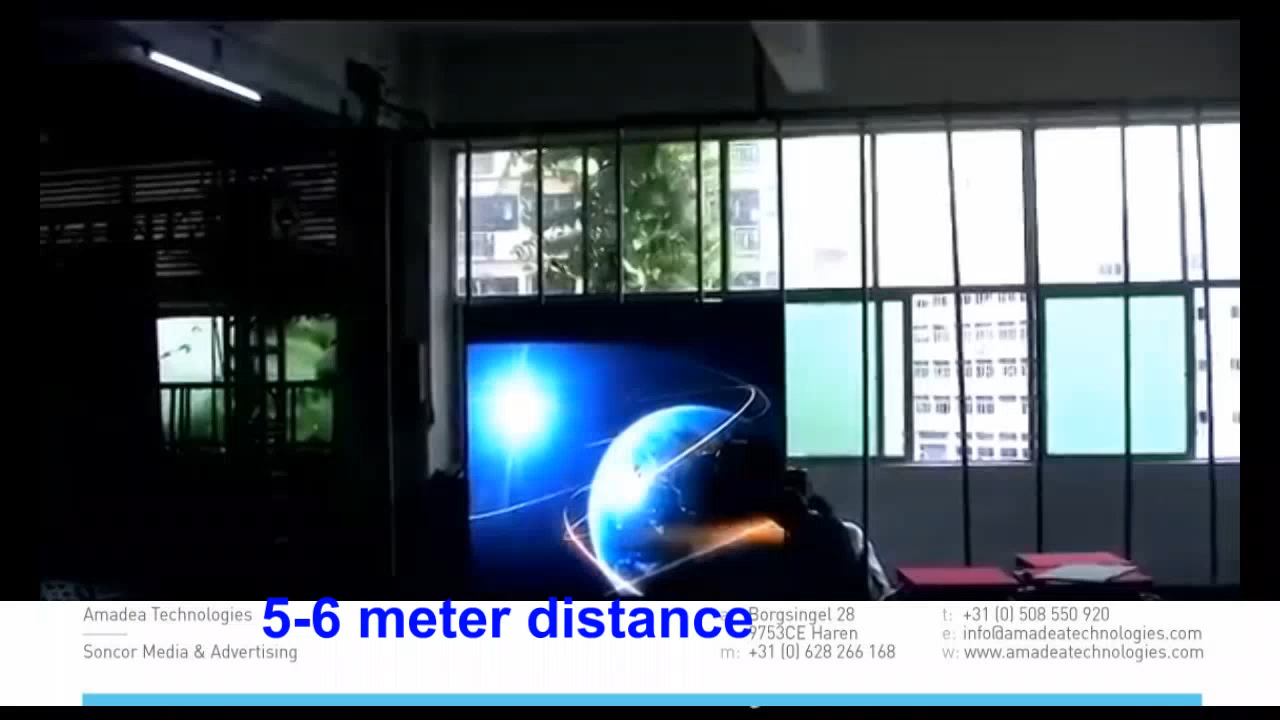 Amadea Technologies
Soncor Media & Advertising
5-6 meter distance
Borgsingel 28
9753CE Haren
m: +31 (0) 628 266 168
t: +31 (0) 508 550 920
e: info@amadeatechnologies.com
w: www.amadeatechnologies.com